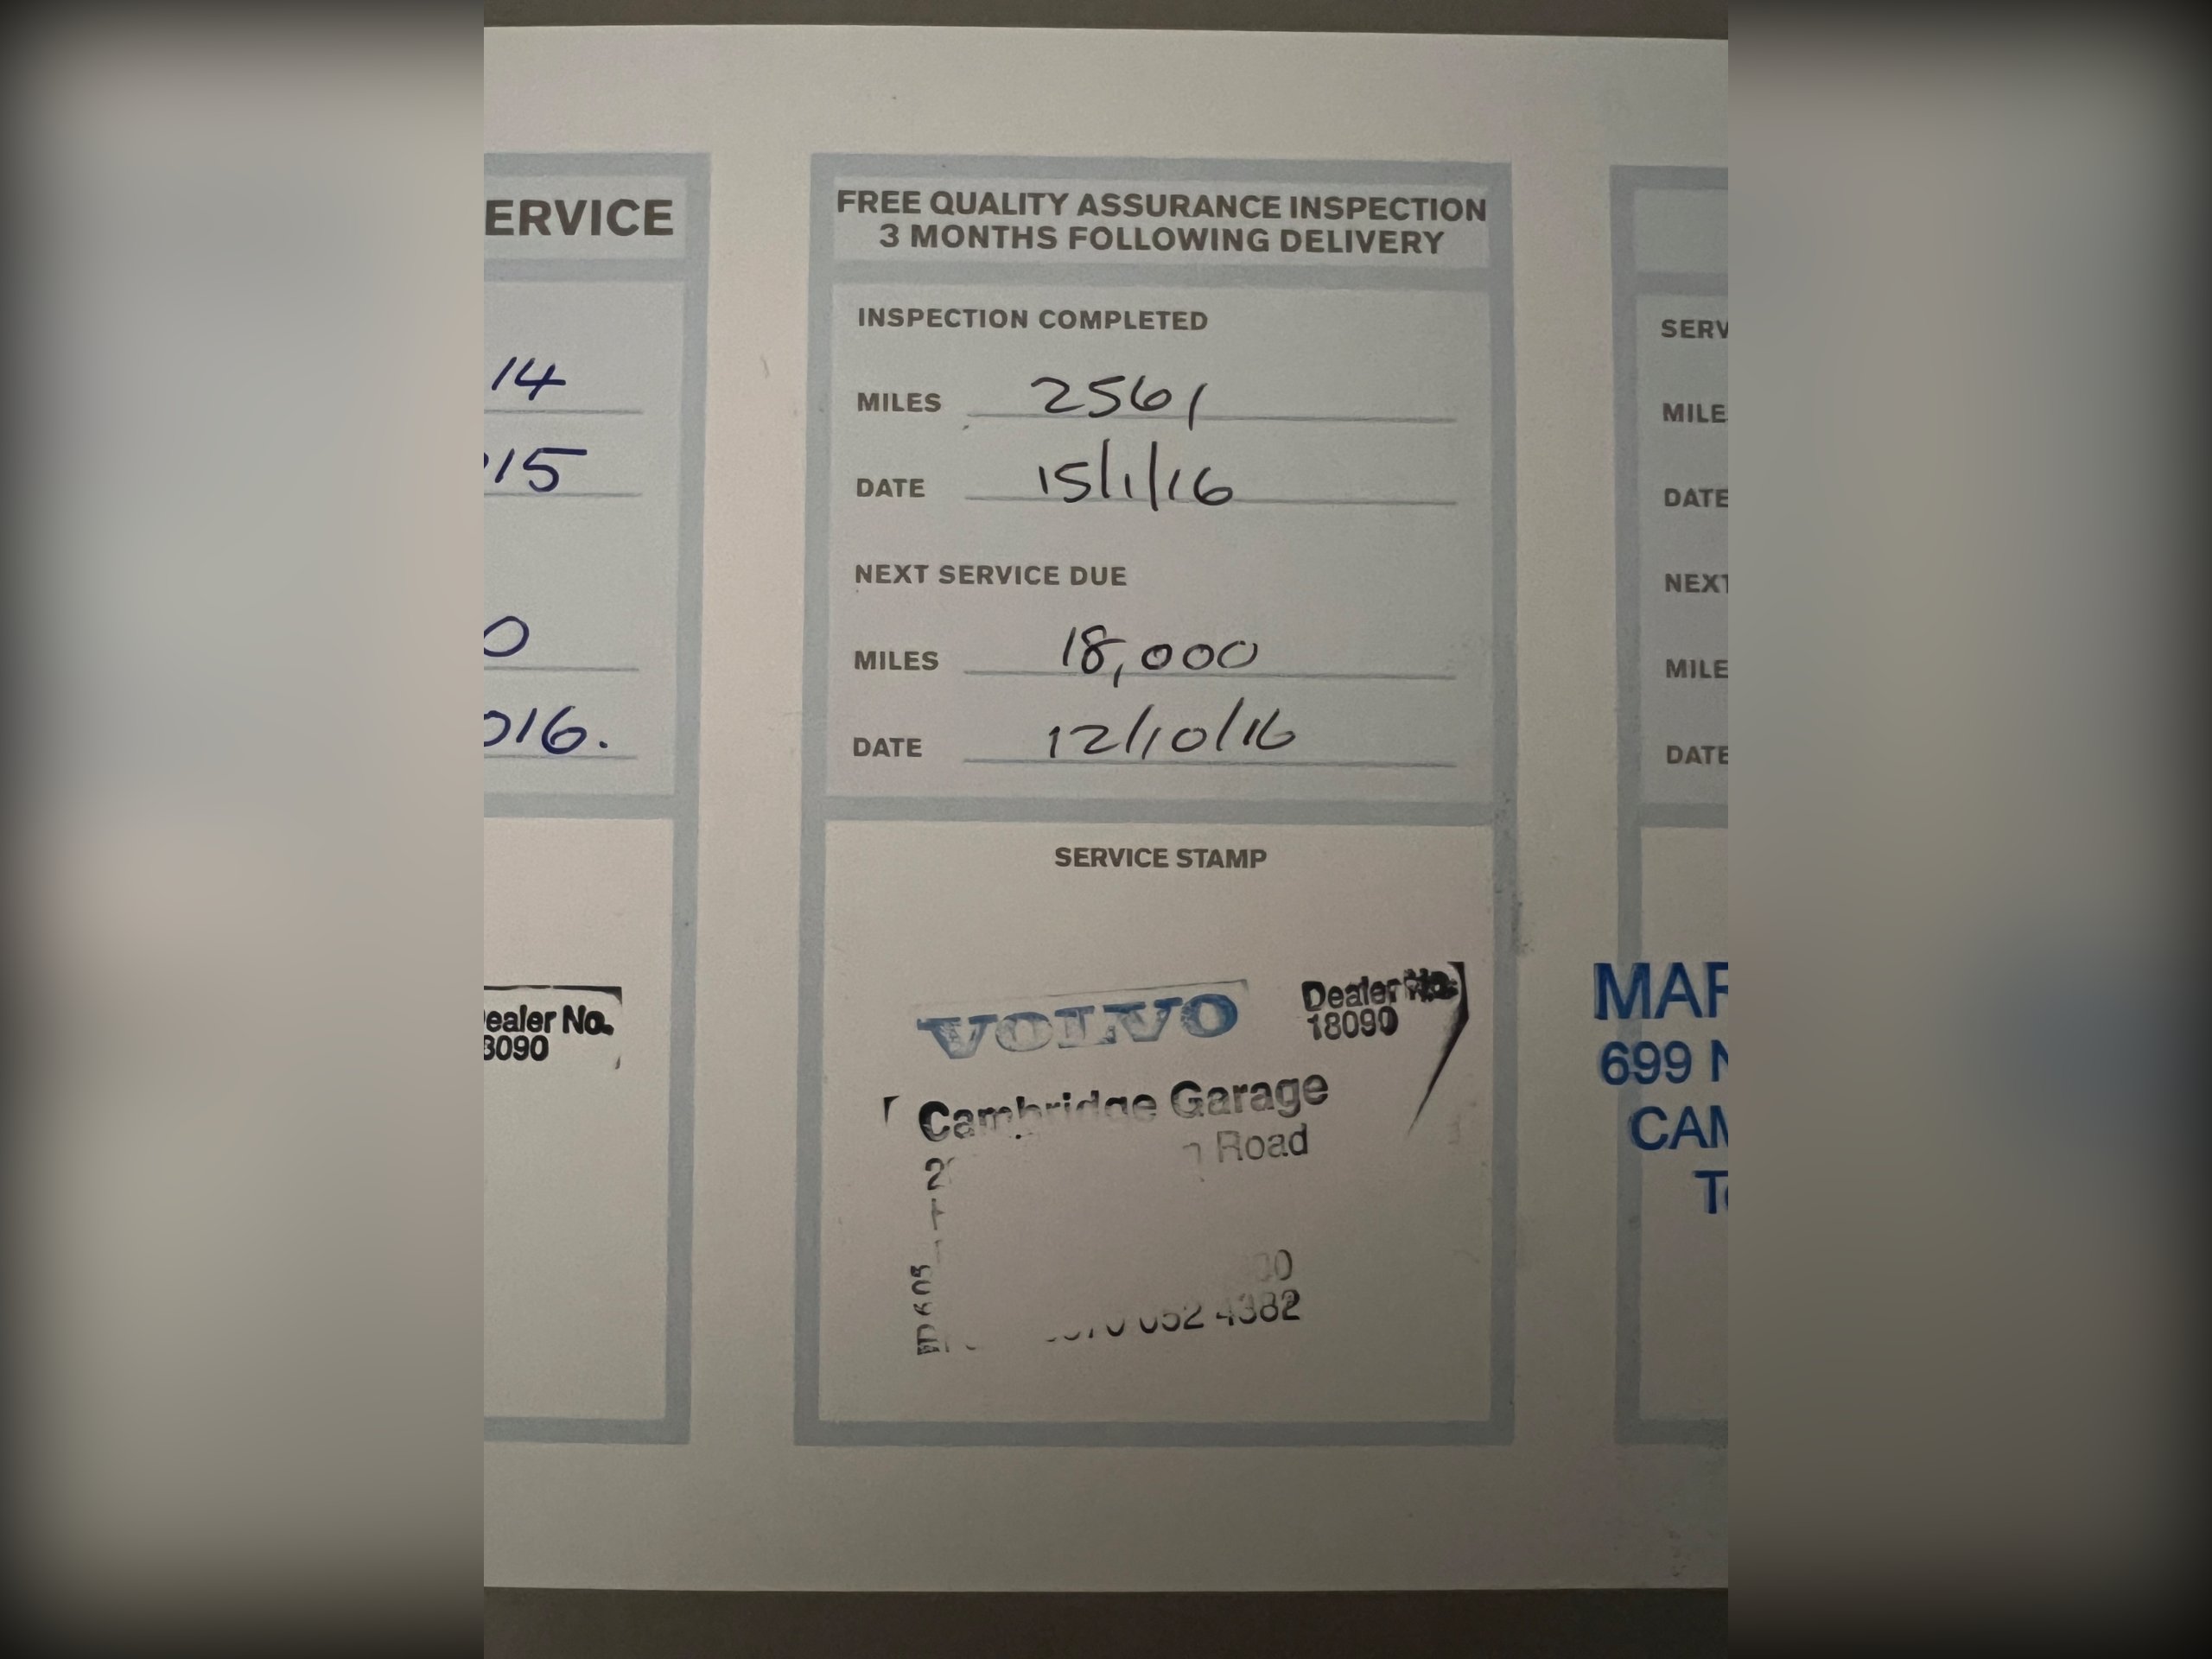 ERVICE
14
15
0
016.
ealer No.
3090
FREE QUALITY ASSURANCE INSPECTION
3 MONTHS FOLLOWING DELIVERY
INSPECTION COMPLETED
MILES 2561
DATE 15/1/16
NEXT SERVICE DUE
MILES 18,000
DATE 12/10/16
SERVICE STAMP
VOLVO
Dealer No.
18090
Cambridge Garage
Road
052 4382
SERV
MILE
DATE
NEXT
MILE
DATE
MAR
699 N
CAM